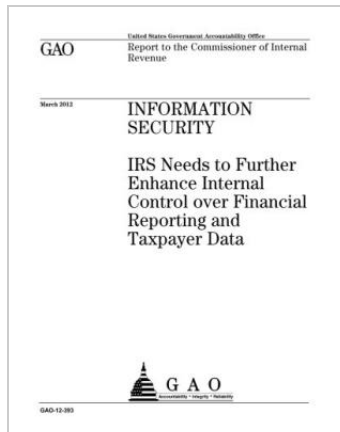 United States Government Accountability Office
GAO
Report to the Commissioner of Internal
Revenue
March 2012
INFORMATION
SECURITY
IRS Needs to Further
Enhance Internal
Control over Financial
Reporting and
Taxpayer Data
G A O
Accountability * Integrity * Reliability
GAO-12-393